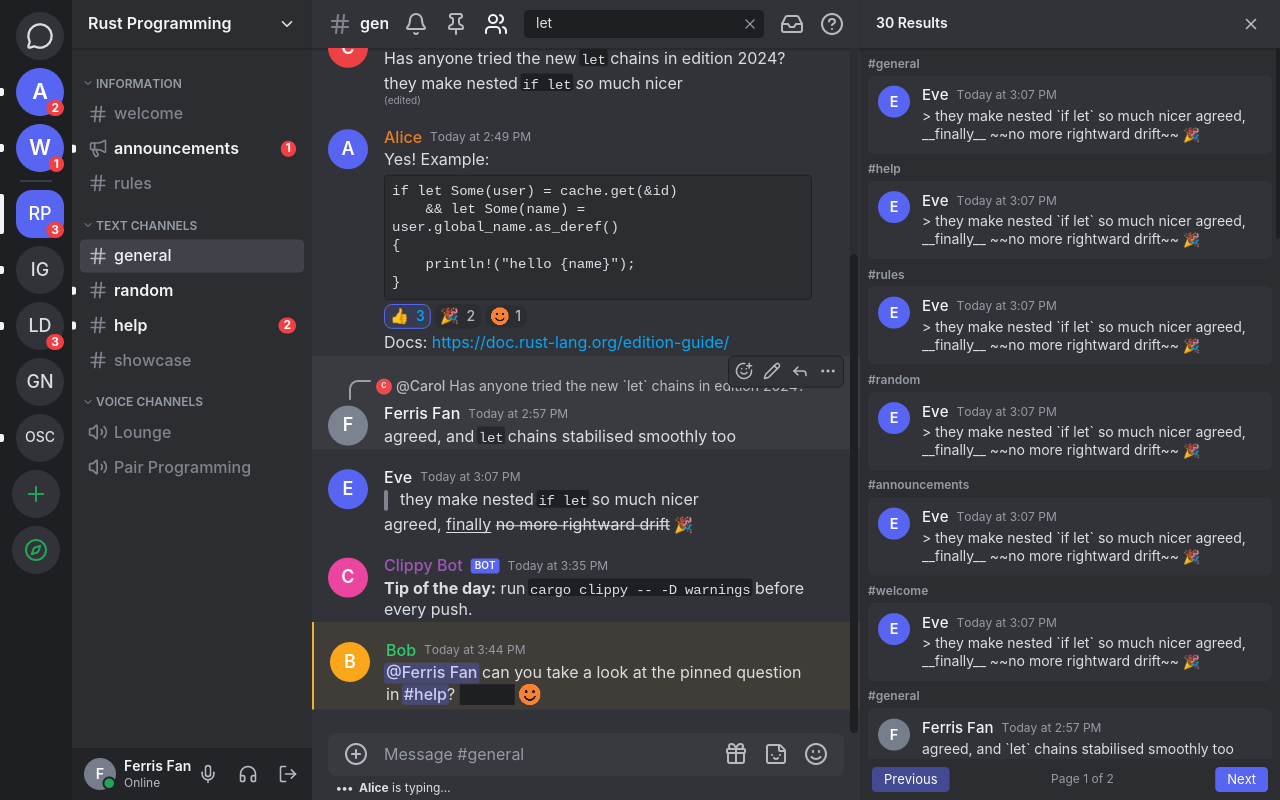 A
2
W
1
RP
3
IG
LD
3
GN
OSC
Rust Programming
INFORMATION
welcome
announcements
1
rules
TEXT CHANNELS
general
random
help
2
showcase
VOICE CHANNELS
Lounge
Pair Programming
F
Ferris Fan
Online
gen
let
Has anyone tried the new let chains in edition 2024?
they make nested if let so much nicer
(edited)
A
Alice Today at 2:49 PM
Yes! Example:
if let Some(user) = cache.get(&id)
&& let Some(name) =
user.global_name.as_deref()
{
println!("hello {name}");
}
👍 3 🎉 2 🙂 1
Docs: https://doc.rust-lang.org/edition-guide/
C @Carol Has anyone tried the new `let` chains in edition 2024?
F
Ferris Fan Today at 2:57 PM
agreed, and let chains stabilised smoothly too
E
Eve Today at 3:07 PM
they make nested if let so much nicer
agreed, finally no more rightward drift 🎉
C
Clippy Bot BOT Today at 3:35 PM
Tip of the day: run cargo clippy -- -D warnings before
every push.
B
Bob Today at 3:44 PM
@Ferris Fan can you take a look at the pinned question
in #help? 🙂
Message #general
Alice is typing...
30 Results
#general
E
Eve Today at 3:07 PM
> they make nested `if let` so much nicer agreed,
__finally__ ~~no more rightward drift~~ 🎉
#help
E
Eve Today at 3:07 PM
> they make nested `if let` so much nicer agreed,
__finally__ ~~no more rightward drift~~ 🎉
#rules
E
Eve Today at 3:07 PM
> they make nested `if let` so much nicer agreed,
__finally__ ~~no more rightward drift~~ 🎉
#random
E
Eve Today at 3:07 PM
> they make nested `if let` so much nicer agreed,
__finally__ ~~no more rightward drift~~ 🎉
#announcements
E
Eve Today at 3:07 PM
> they make nested `if let` so much nicer agreed,
__finally__ ~~no more rightward drift~~ 🎉
#welcome
E
Eve Today at 3:07 PM
> they make nested `if let` so much nicer agreed,
__finally__ ~~no more rightward drift~~ 🎉
#general
F
Ferris Fan Today at 2:57 PM
agreed, and `let` chains stabilised smoothly too
Previous
Page 1 of 2
Next